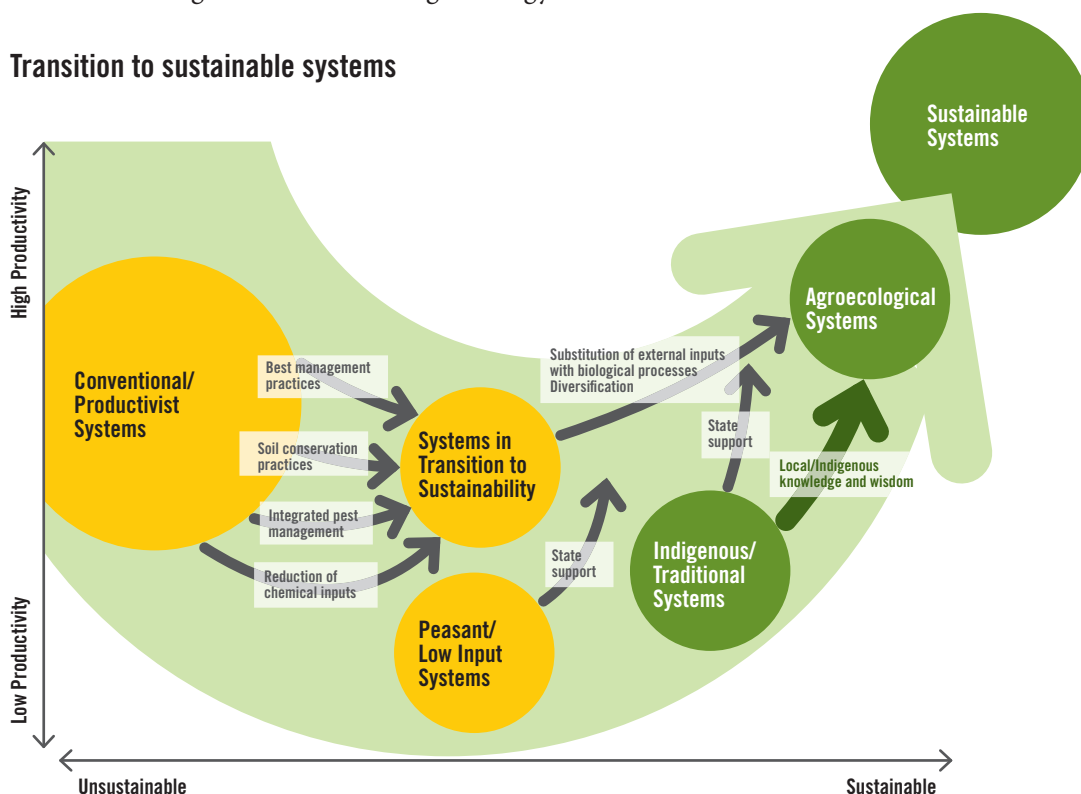 Transition to sustainable systems
Sustainable
Systems
High Productivity
Low Productivity
Conventional/
Productivist
Systems
Best management
practices
Soil conservation
practices
Integrated pest
management
Reduction of
chemical inputs
Systems in
Transition to
Sustainability
Peasant/
Low Input
Systems
Substitution of external inputs
with biological processes
Diversification
State
support
State
support
Local/Indigenous
knowledge and wisdom
Indigenous/
Traditional
Systems
Agroecological
Systems
Unsustainable
Sustainable